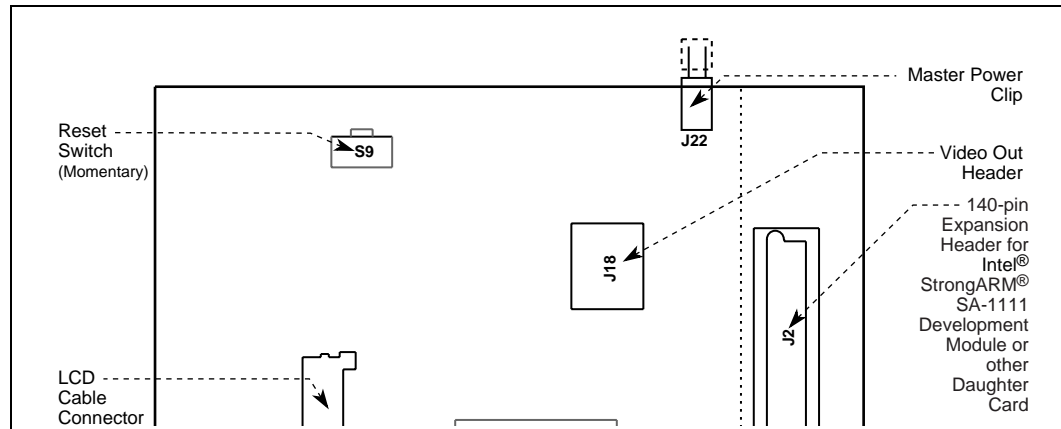 Master Power
Clip
J22
Reset
Switch
(Momentary)
S9
Video Out
Header
140-pin
Expansion
Header for
Intel®
StrongARM®
SA-1111
Development
Module or
other
Daughter
Card
J18
J2
LCD
Cable
Connector